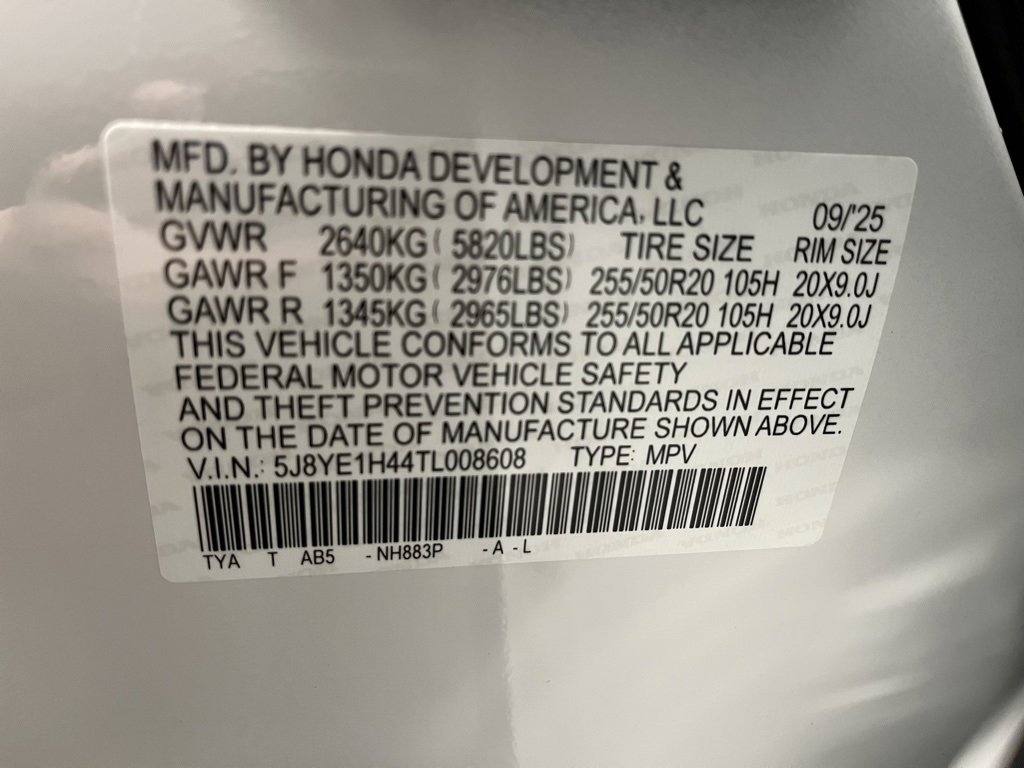 MFD. BY HONDA DEVELOPMENT &
MANUFACTURING OF AMERICA, LLC 09/'25
GVWR 2640KG ( 5820LBS) TIRE SIZE RIM SIZE
GAWR F 1350KG ( 2976LBS) 255/50R20 105H 20X9.0J
GAWR R 1345KG ( 2965LBS) 255/50R20 105H 20X9.0J
THIS VEHICLE CONFORMS TO ALL APPLICABLE
FEDERAL MOTOR VEHICLE SAFETY
AND THEFT PREVENTION STANDARDS IN EFFECT
ON THE DATE OF MANUFACTURE SHOWN ABOVE.
V.I.N.: 5J8YE1H44TL008608 TYPE: MPV
TYA T AB5 - NH883P - A - L